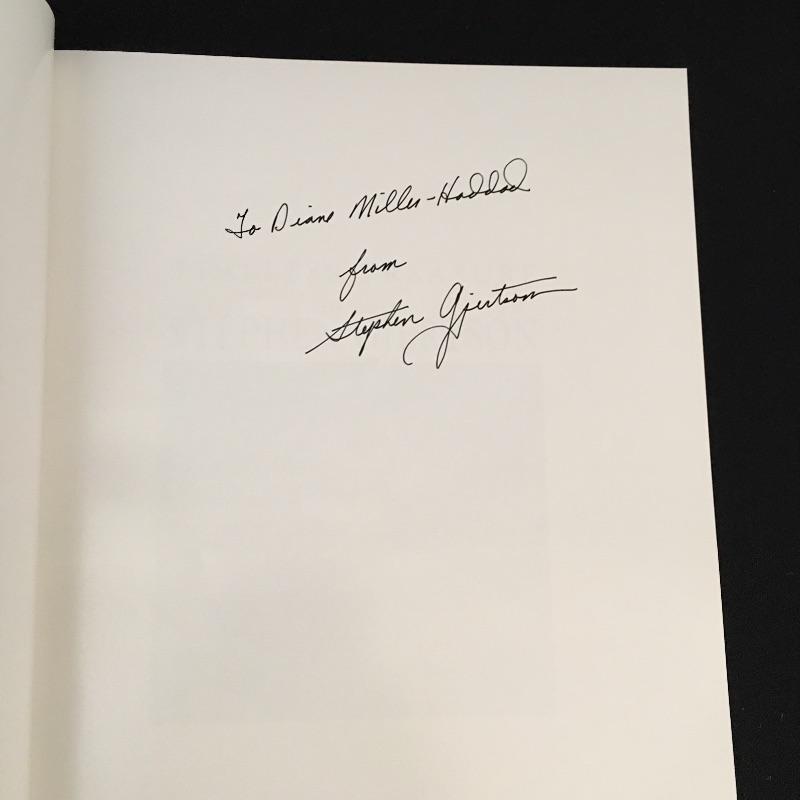 To Diane Miller-Haddad
from
Stephen Gjertson